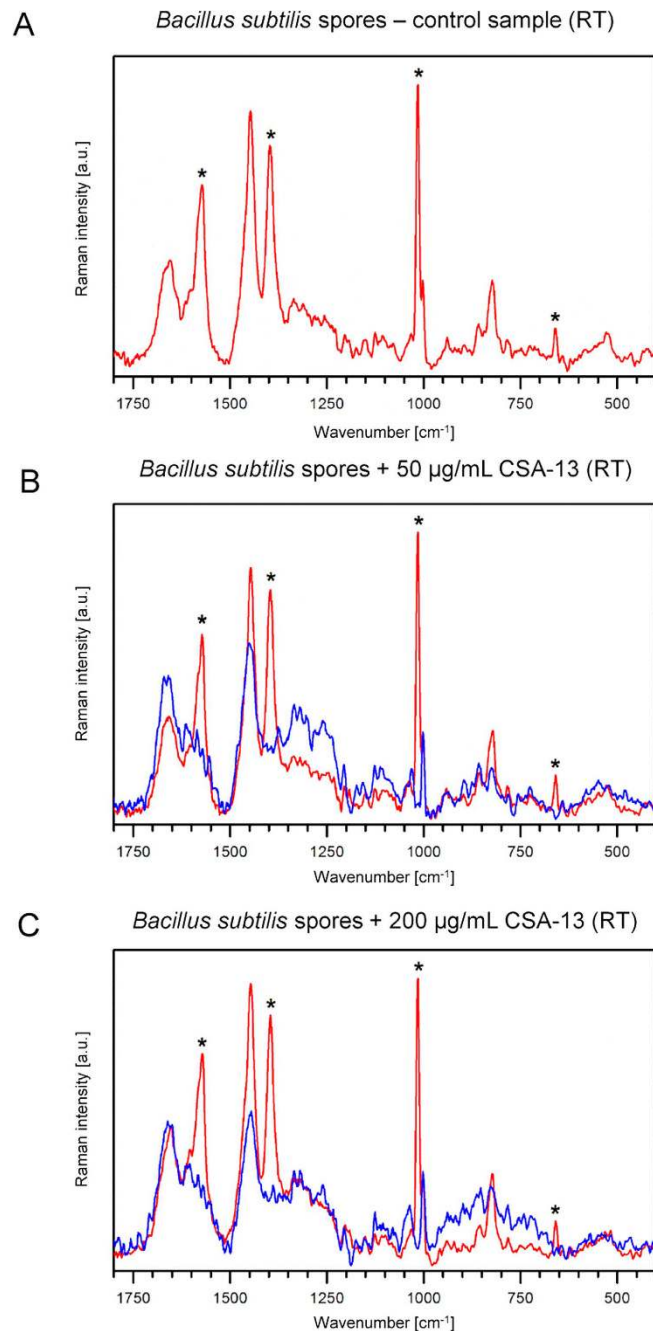 A
Bacillus subtilis spores – control sample (RT)
*
*
*
*
Raman intensity [a.u.]
1750 1500 1250 1000 750 500
Wavenumber [cm-1]
B
Bacillus subtilis spores + 50 µg/mL CSA-13 (RT)
*
*
*
*
Raman intensity [a.u.]
1750 1500 1250 1000 750 500
Wavenumber [cm-1]
C
Bacillus subtilis spores + 200 µg/mL CSA-13 (RT)
*
*
*
*
Raman intensity [a.u.]
1750 1500 1250 1000 750 500
Wavenumber [cm-1]